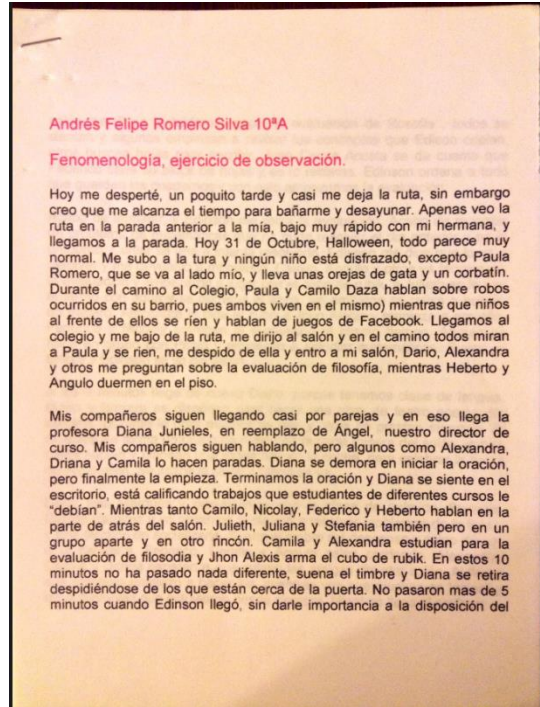 Andrés Felipe Romero Silva 10ªA
Fenomenología, ejercicio de observación.
Hoy me desperté, un poquito tarde y casi me deja la ruta, sin embargo
creo que me alcanza el tiempo para bañarme y desayunar. Apenas veo la
ruta en la parada anterior a la mía, bajo muy rápido con mi hermana, y
llegamos a la parada. Hoy 31 de Octubre, Halloween, todo parece muy
normal. Me subo a la tura y ningún niño está disfrazado, excepto Paula
Romero, que se va al lado mío, y lleva unas orejas de gata y un corbatín.
Durante el camino al Colegio, Paula y Camilo Daza hablan sobre robos
ocurridos en su barrio, pues ambos viven en el mismo) mientras que niños
al frente de ellos se ríen y hablan de juegos de Facebook. Llegamos al
colegio y me bajo de la ruta, me dirijo al salón y en el camino todos miran
a Paula y se rien, me despido de ella y entro a mi salón, Dario, Alexandra
y otros me preguntan sobre la evaluación de filosofía, mientras Heberto y
Angulo duermen en el piso.
Mis compañeros siguen llegando casi por parejas y en eso llega la
profesora Diana Junieles, en reemplazo de Ángel, nuestro director de
curso. Mis compañeros siguen hablando, pero algunos como Alexandra,
Driana y Camila lo hacen paradas. Diana se demora en iniciar la oración,
pero finalmente la empieza. Terminamos la oración y Diana se siente en el
escritorio, está calificando trabajos que estudiantes de diferentes cursos le
“debían”. Mientras tanto Camilo, Nicolay, Federico y Heberto hablan en la
parte de atrás del salón. Julieth, Juliana y Stefania también pero en un
grupo aparte y en otro rincón. Camila y Alexandra estudian para la
evaluación de filosodia y Jhon Alexis arma el cubo de rubik. En estos 10
minutos no ha pasado nada diferente, suena el timbre y Diana se retira
despidiéndose de los que están cerca de la puerta. No pasaron mas de 5
minutos cuando Edinson llegó, sin darle importancia a la disposición del